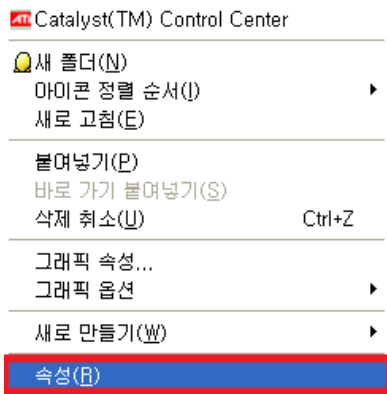 ATI Catalyst(TM) Control Center
새 폴더(N)
아이콘 정렬 순서(I)
새로 고침(E)
붙여넣기(P)
바로 가기 붙여넣기(S)
삭제 취소(U) Ctrl+Z
그래픽 속성...
그래픽 옵션
새로 만들기(W)
속성(R)